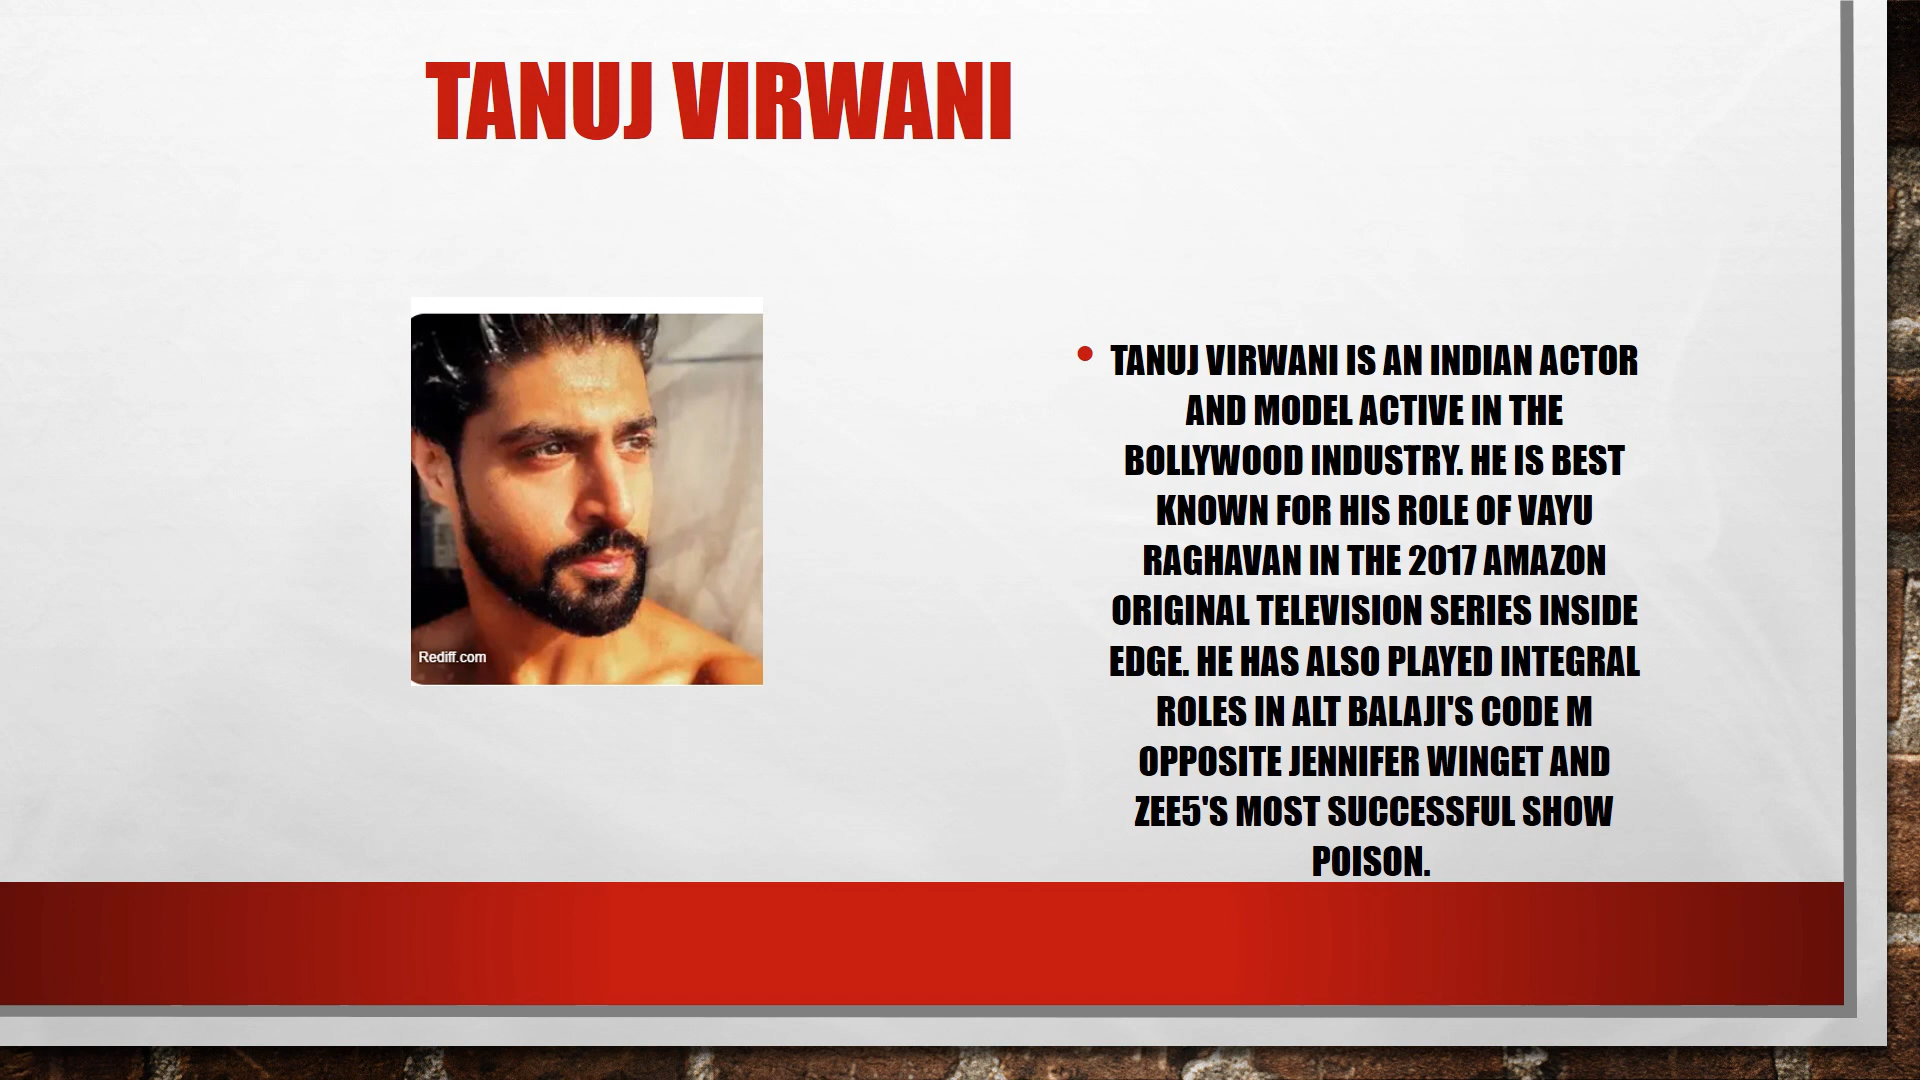 TANUJ VIRWANI
Rediff.com
• TANUJ VIRWANI IS AN INDIAN ACTOR
AND MODEL ACTIVE IN THE
BOLLYWOOD INDUSTRY. HE IS BEST
KNOWN FOR HIS ROLE OF VAYU
RAGHAVAN IN THE 2017 AMAZON
ORIGINAL TELEVISION SERIES INSIDE
EDGE. HE HAS ALSO PLAYED INTEGRAL
ROLES IN ALT BALAJI'S CODE M
OPPOSITE JENNIFER WINGET AND
ZEE5'S MOST SUCCESSFUL SHOW
POISON.